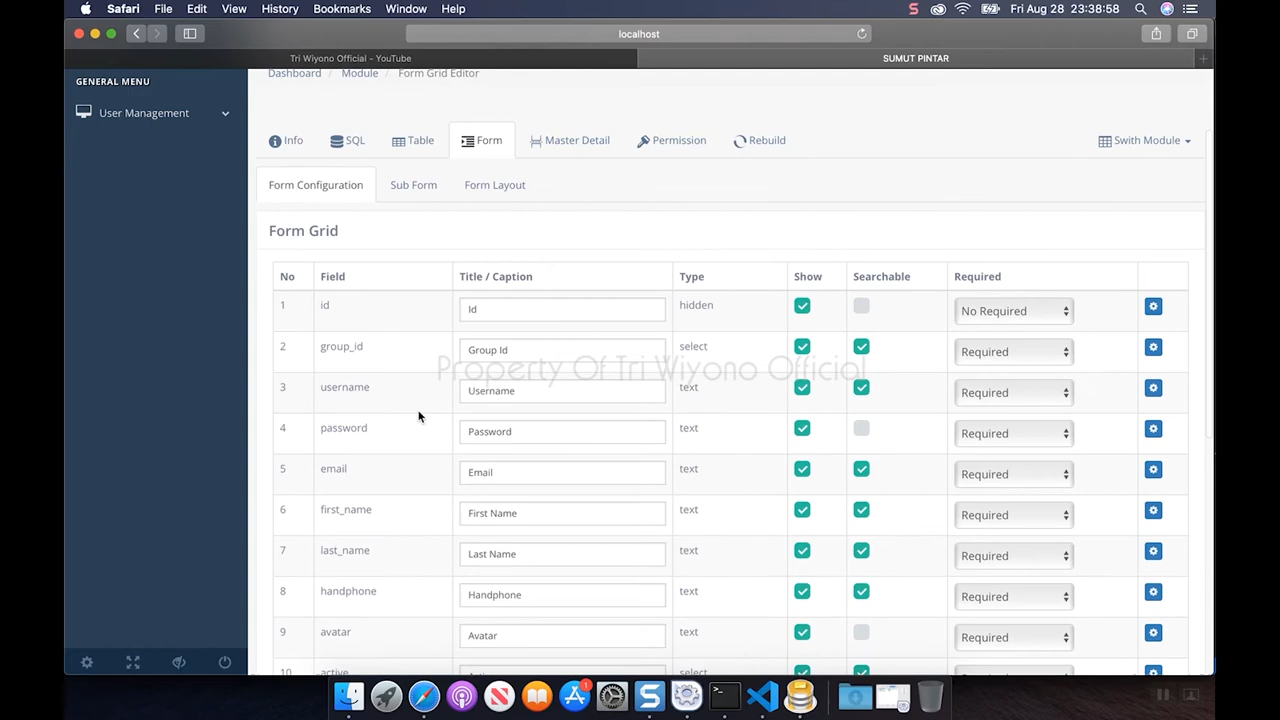 Safari File Edit View History Bookmarks Window Help Fri Aug 28 23:38:58
localhost
Tri Wiyono Official - YouTube SUMUT PINTAR
GENERAL MENU
User Management
Dashboard / Module / Form Grid Editor
Info SQL Table Form Master Detail Permission Rebuild Swith Module
Form Configuration Sub Form Form Layout
Form Grid
No Field Title / Caption Type Show Searchable Required
1 id Id hidden No Required
2 group_id Group Id select Required
Property Of Tri Wiyono Official
3 username Username text Required
4 password Password text Required
5 email Email text Required
6 first_name First Name text Required
7 last_name Last Name text Required
8 handphone Handphone text Required
9 avatar Avatar text Required
10 active select